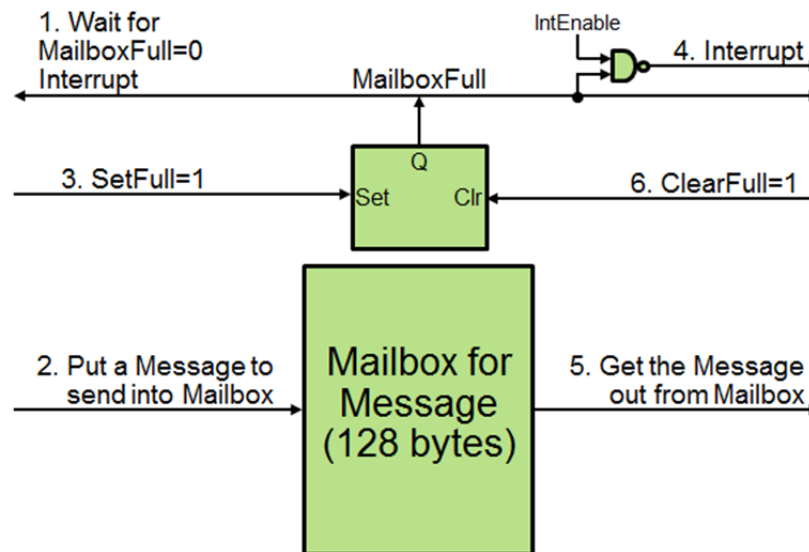 1. Wait for
MailboxFull=0
Interrupt
MailboxFull
IntEnable
4. Interrupt
3. SetFull=1
Q
Set
Clr
6. ClearFull=1
2. Put a Message to
send into Mailbox
Mailbox for
Message
(128 bytes)
5. Get the Message
out from Mailbox